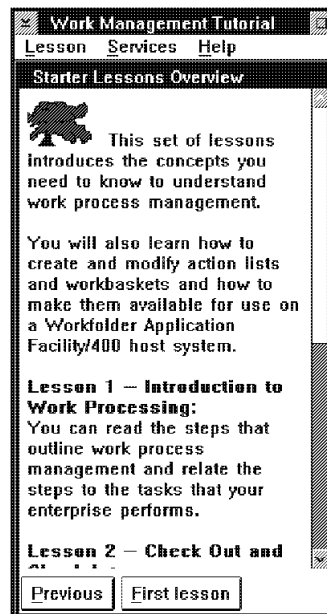 Work Management Tutorial
Lesson Services Help
Starter Lessons Overview
This set of lessons
introduces the concepts you
need to know to understand
work process management.
You will also learn how to
create and modify action lists
and workbaskets and how to
make them available for use on
a Workfolder Application
Facility/400 host system.
Lesson 1 – Introduction to
Work Processing:
You can read the steps that
outline work process
management and relate the
steps to the tasks that your
enterprise performs.
Lesson 2 – Check Out and
Previous First lesson